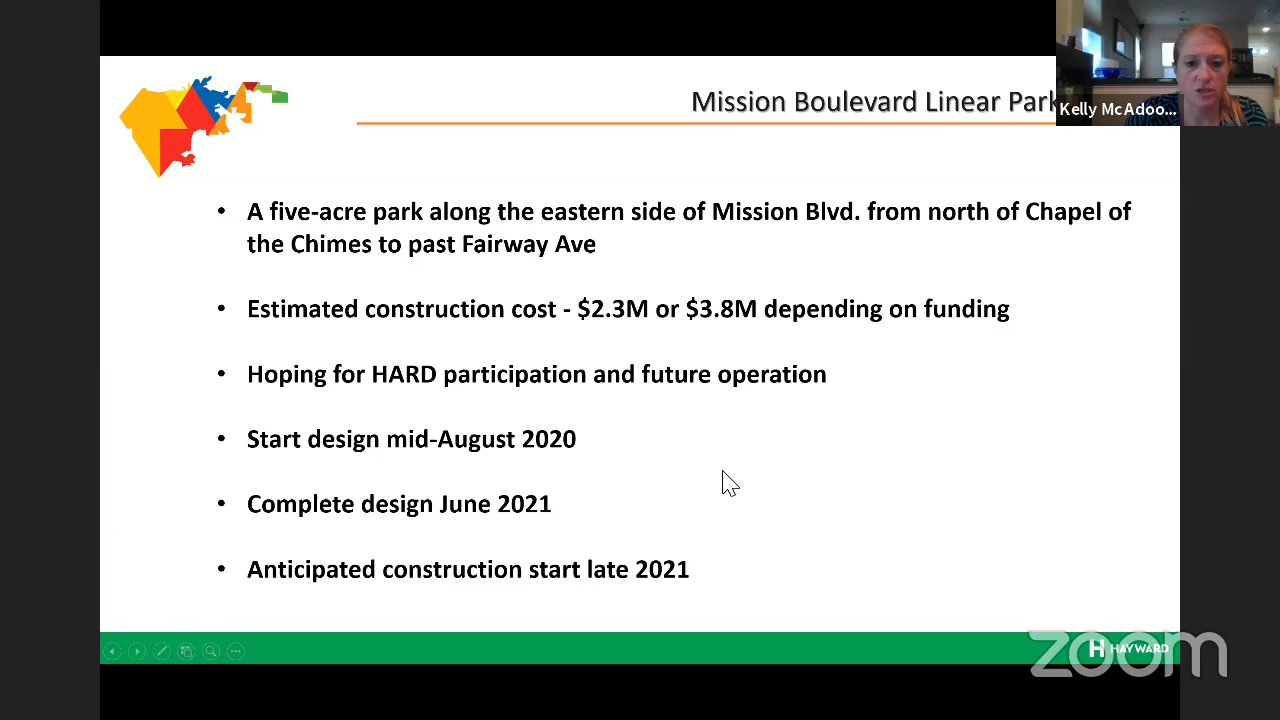 Mission Boulevard Linear Park
Kelly McAdoo...
• A five-acre park along the eastern side of Mission Blvd. from north of Chapel of
the Chimes to past Fairway Ave
• Estimated construction cost - $2.3M or $3.8M depending on funding
• Hoping for HARD participation and future operation
• Start design mid-August 2020
• Complete design June 2021
• Anticipated construction start late 2021
H HAYWARD
zoom